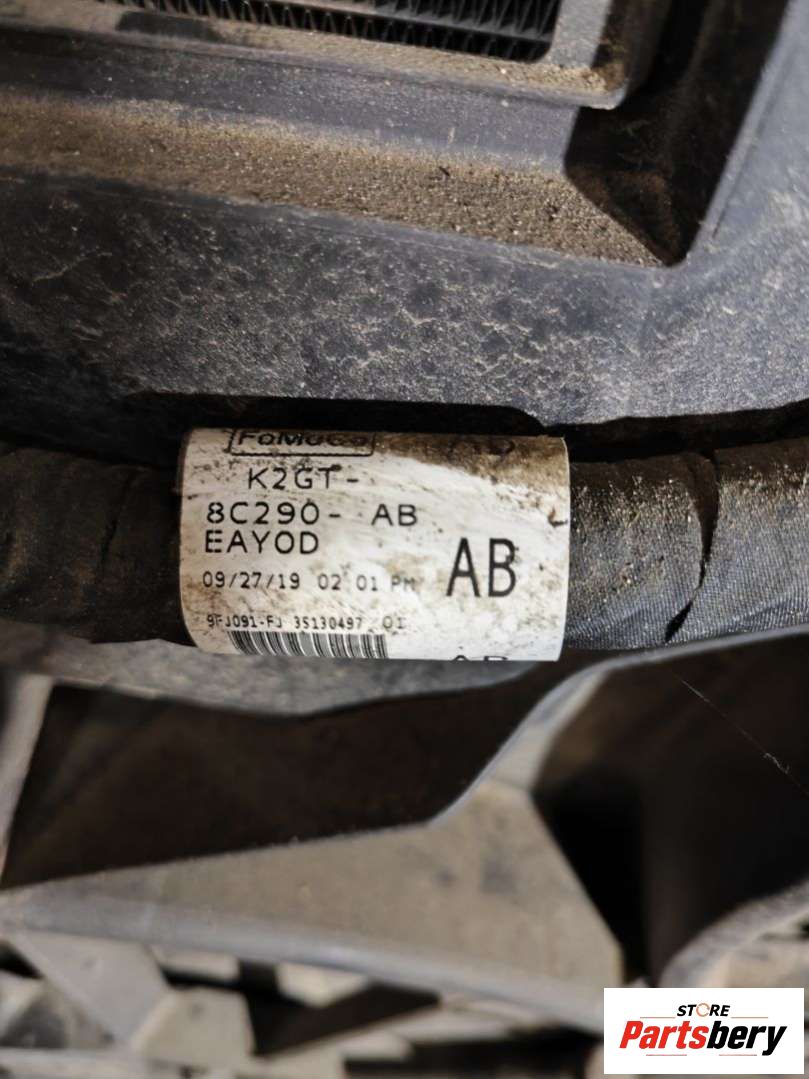 FoMoCo
K2GT-
8C290- AB
EAYOD
AB
09/27/19 02 01 PM
9FJ091-FJ 35130497 01
STORE
Partsbery